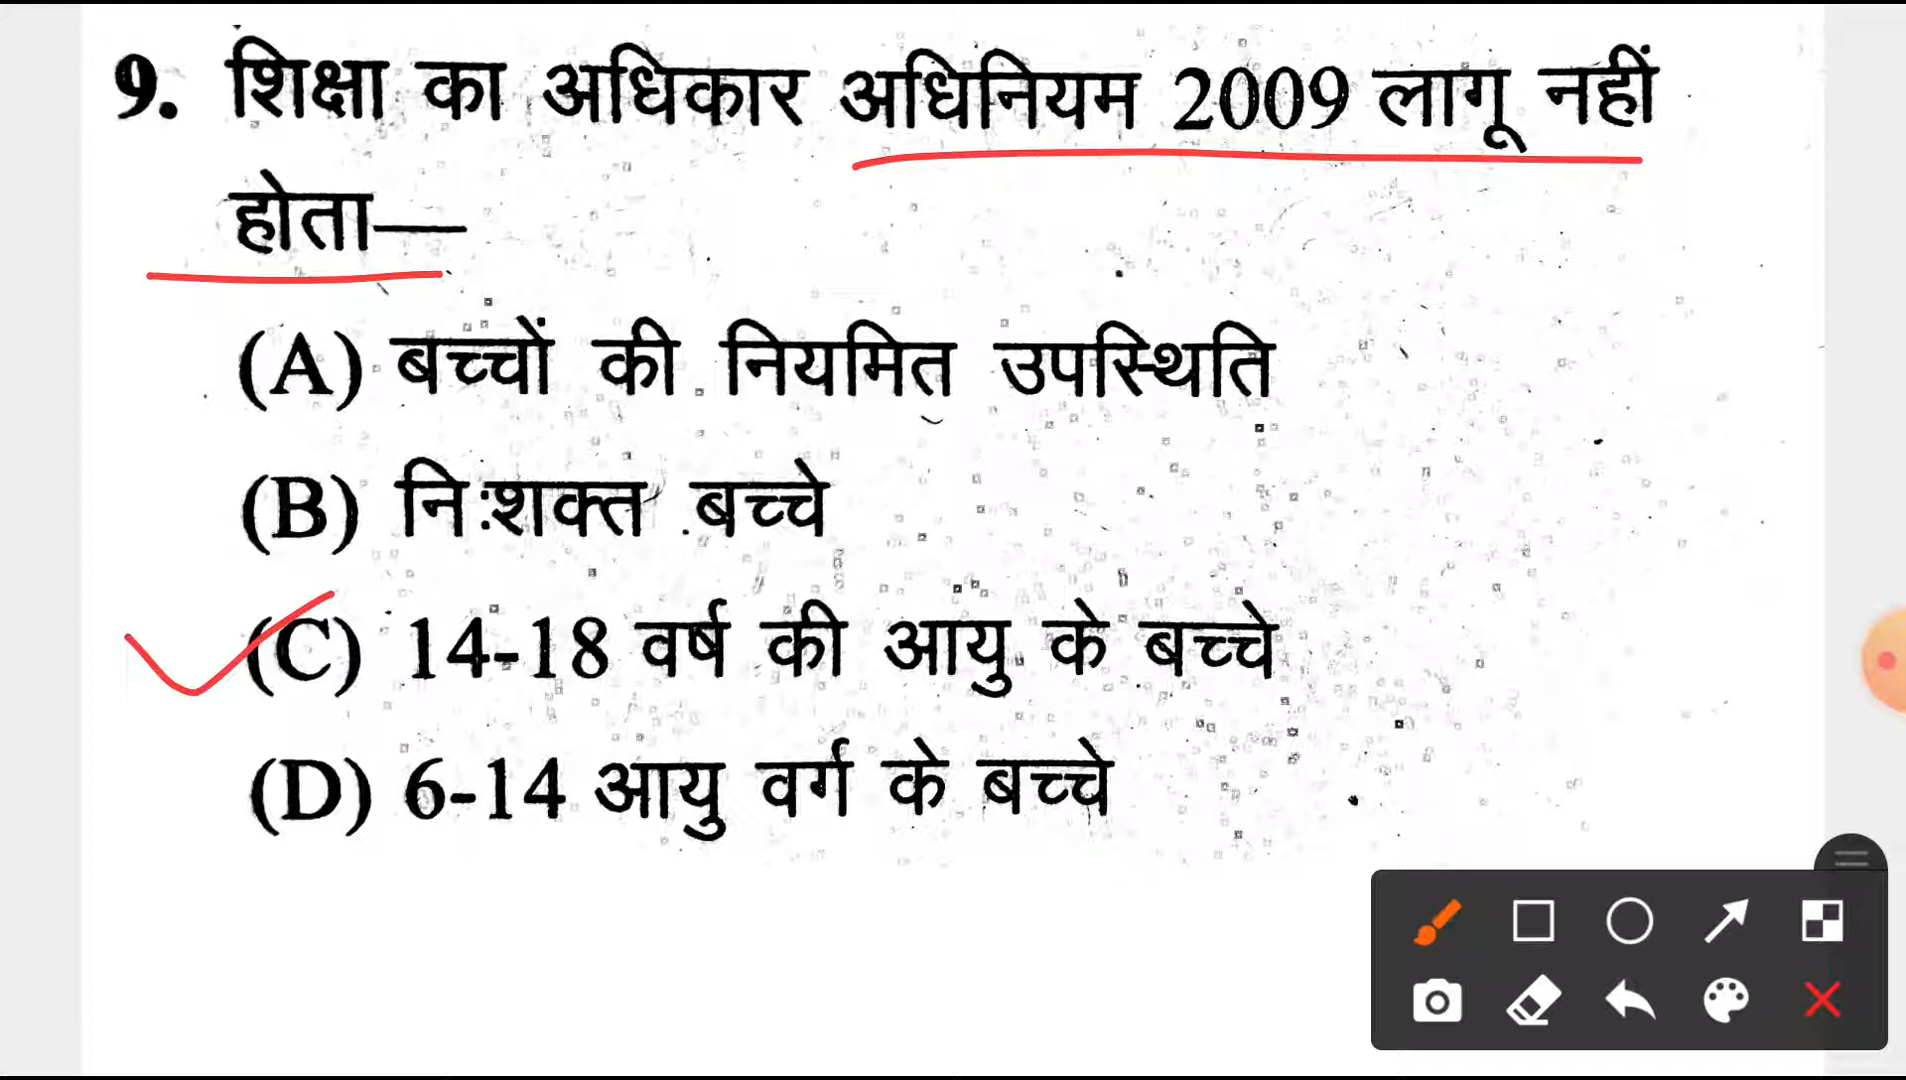 9. शिक्षा का अधिकार अधिनियम 2009 लागू नहीं
होता—
(A) बच्चों की नियमित उपस्थिति
(B) नि:शक्त बच्चे
(C) 14-18 वर्ष की आयु के बच्चे
(D) 6-14 आयु वर्ग के बच्चे